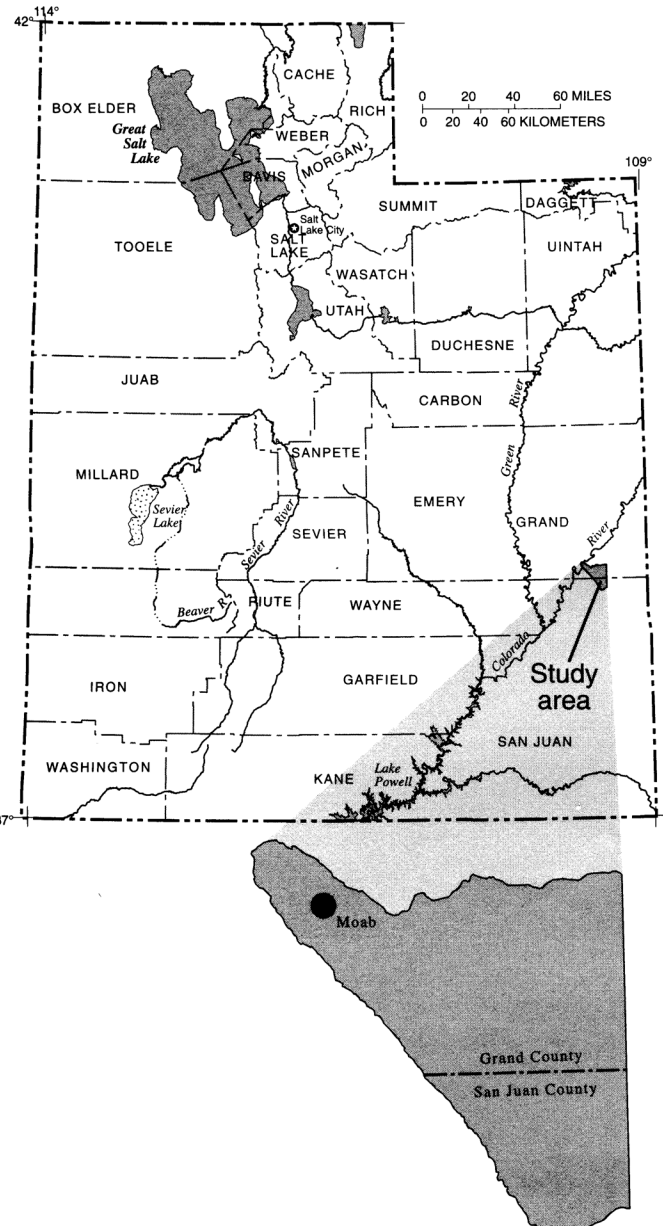 42°
114°
CACHE
BOX ELDER
RICH
0 20 40 60 MILES
0 20 40 60 KILOMETERS
Great
Salt
Lake
WEBER
MORGAN
DAVIS
109°
SUMMIT
DAGGETT
Salt
Lake City
SALT
LAKE
TOOELE
UINTAH
WASATCH
UTAH
DUCHESNE
JUAB
CARBON
Green River
SANPETE
MILLARD
EMERY
Sevier
Lake
GRAND
Sevier River
SEVIER
River
Beaver R
PIUTE
WAYNE
Colorado
Study
area
GARFIELD
IRON
SAN JUAN
WASHINGTON
KANE
Lake
Powell
7°
Moab
Grand County
San Juan County